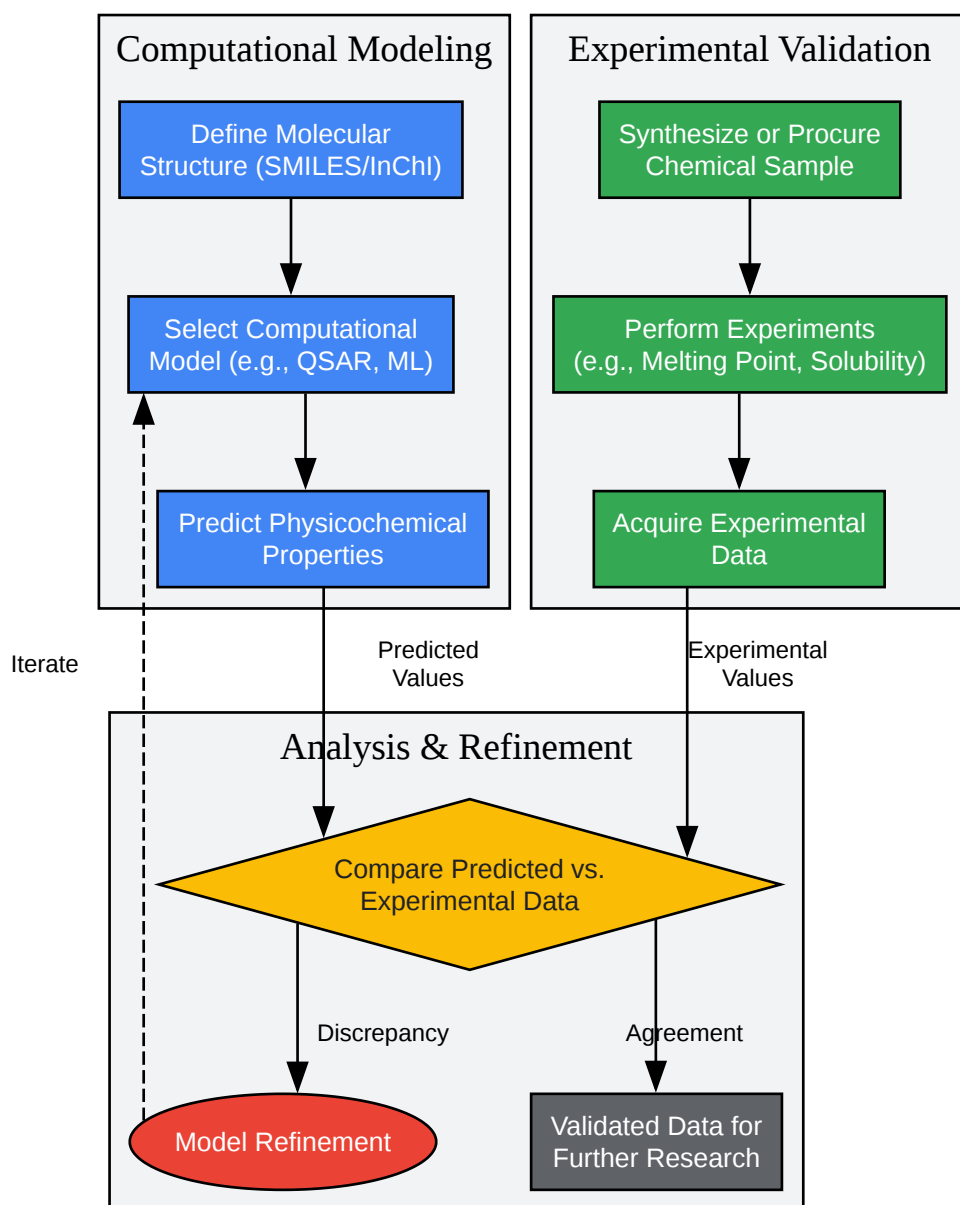 Computational Modeling
Define Molecular
Structure (SMILES/InChI)
Select Computational
Model (e.g., QSAR, ML)
Predict Physicochemical
Properties
Experimental Validation
Synthesize or Procure
Chemical Sample
Perform Experiments
(e.g., Melting Point, Solubility)
Acquire Experimental
Data
Iterate
Predicted
Values
Experimental
Values
Analysis & Refinement
Compare Predicted vs.
Experimental Data
Discrepancy
Agreement
Model Refinement
Validated Data for
Further Research